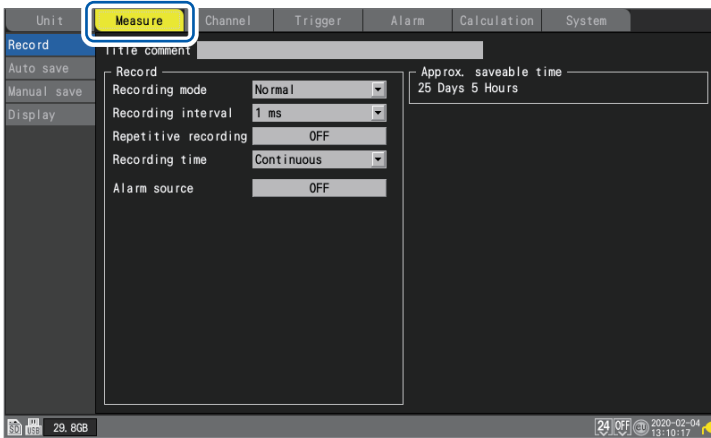 Unit Measure Channel Trigger Alarm Calculation System
Record
Auto save
Manual save
Display
Title comment
Record
Recording mode Normal
Recording interval 1 ms
Repetitive recording OFF
Recording time Continuous
Alarm source OFF
Approx. saveable time
25 Days 5 Hours
SD USB 29.8GB 24 OFF 2020-02-04
13:10:17